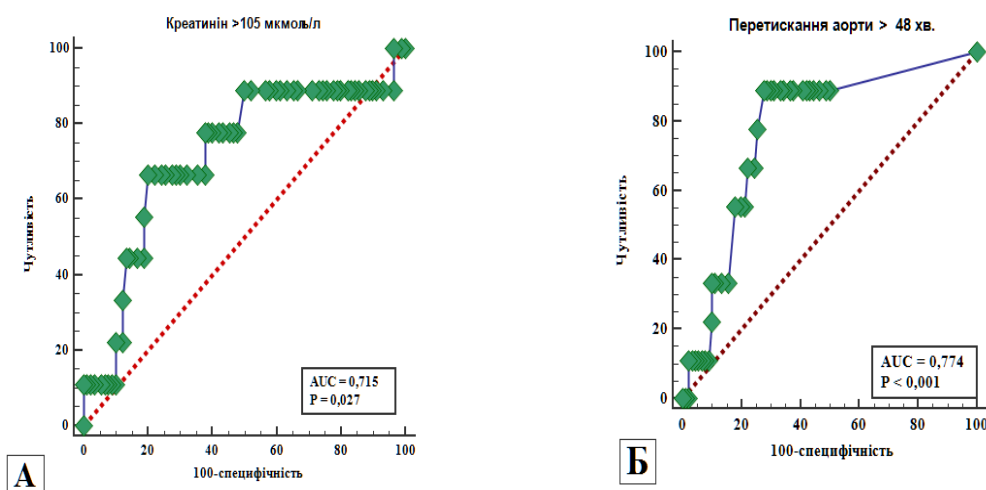 Креатинін >105 мкмоль/л
100
80
60
40
20
0
Чутливість
0 20 40 60 80 100
100-специфічність
AUC = 0,715
P = 0,027
А
Перетискання аорти > 48 хв.
100
80
60
40
20
0
Чутливість
0 20 40 60 80 100
100-специфічність
AUC = 0,774
P < 0,001
Б